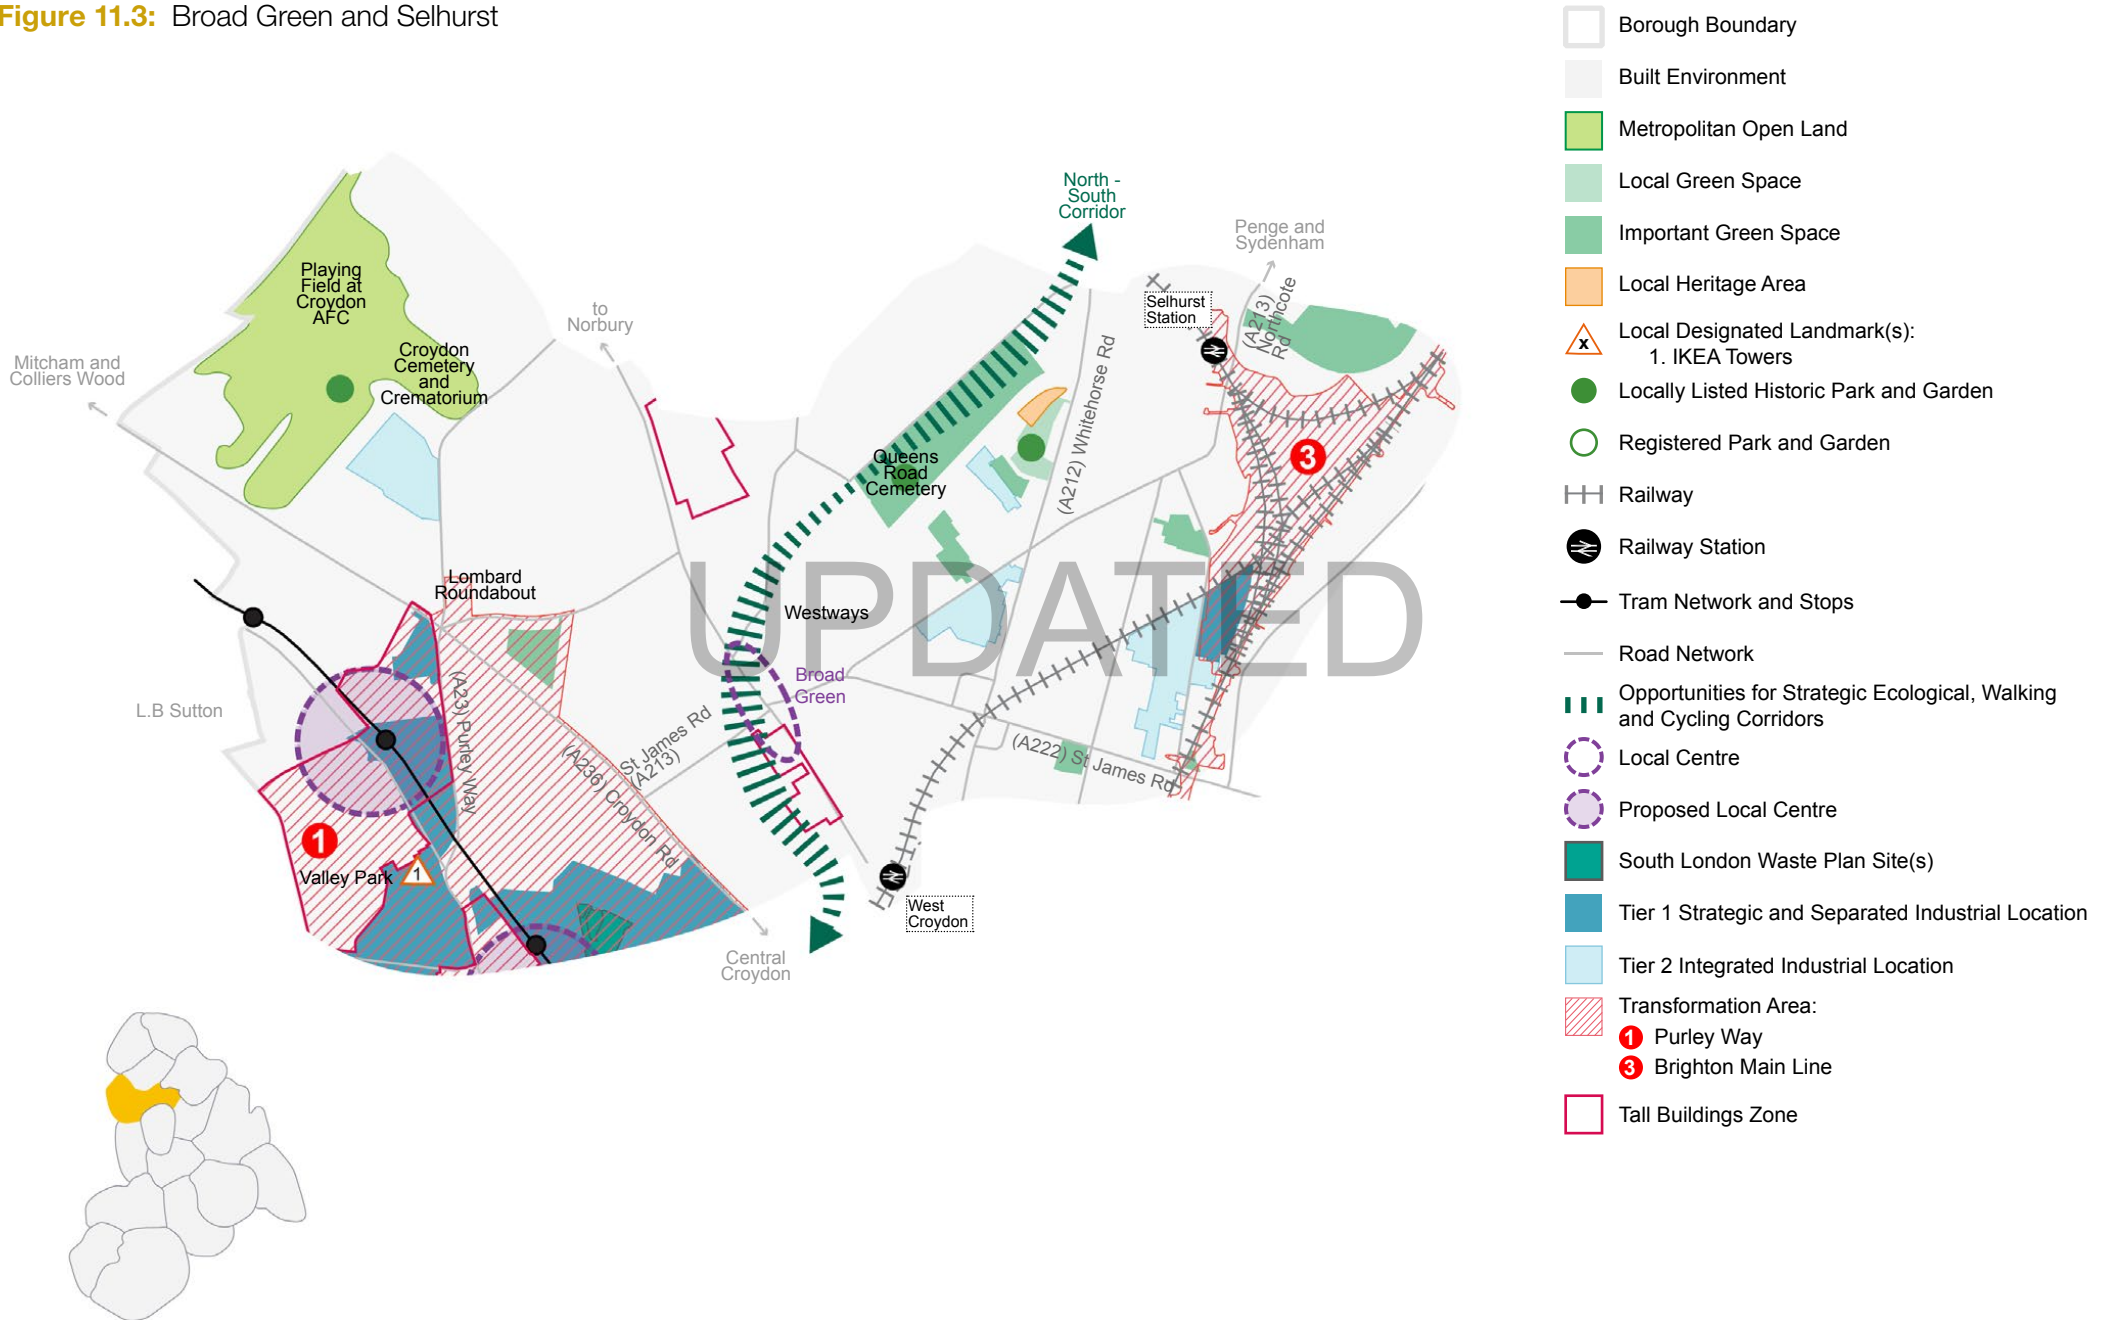 Figure 11.3: Broad Green and Selhurst
North -
South
Corridor
Penge and
Sydenham
Playing
Field at
Croydon
AFC
to
Norbury
Selhurst
Station
(A213)
Northcote
Rd
Mitcham and
Colliers Wood
Croydon
Cemetery
and
Crematorium
(A212) Whitehorse Rd
3
Queens
Road
Cemetery
Lombard
Roundabout
Westways
UPDATED
Broad
Green
L.B Sutton
(A23) Purley Way
St James Rd
(A213)
(A236) Croydon Rd
(A222) St James Rd
1
Valley Park
1
West
Croydon
Central
Croydon
Borough Boundary
Built Environment
Metropolitan Open Land
Local Green Space
Important Green Space
Local Heritage Area
x
Local Designated Landmark(s):
1. IKEA Towers
Locally Listed Historic Park and Garden
Registered Park and Garden
Railway
Railway Station
Tram Network and Stops
Road Network
Opportunities for Strategic Ecological, Walking
and Cycling Corridors
Local Centre
Proposed Local Centre
South London Waste Plan Site(s)
Tier 1 Strategic and Separated Industrial Location
Tier 2 Integrated Industrial Location
Transformation Area:
1 Purley Way
3 Brighton Main Line
Tall Buildings Zone